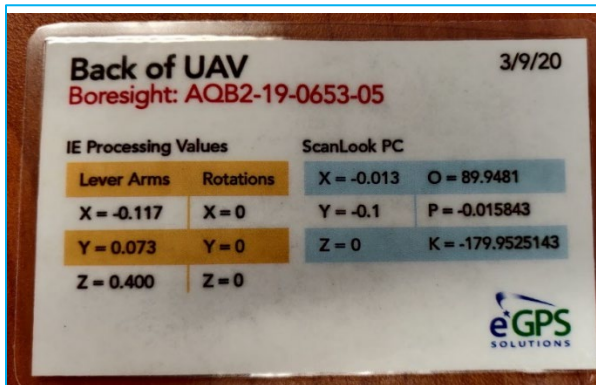 Back of UAV
3/9/20
Boresight: AQB2-19-0653-05
IE Processing Values
Lever Arms Rotations
X = -0.117 X = 0
Y = 0.073 Y = 0
Z = 0.400 Z = 0
ScanLook PC
X = -0.013 O = 89.9481
Y = -0.1 P = -0.015843
Z = 0 K = -179.9525143
eGPS
SOLUTIONS